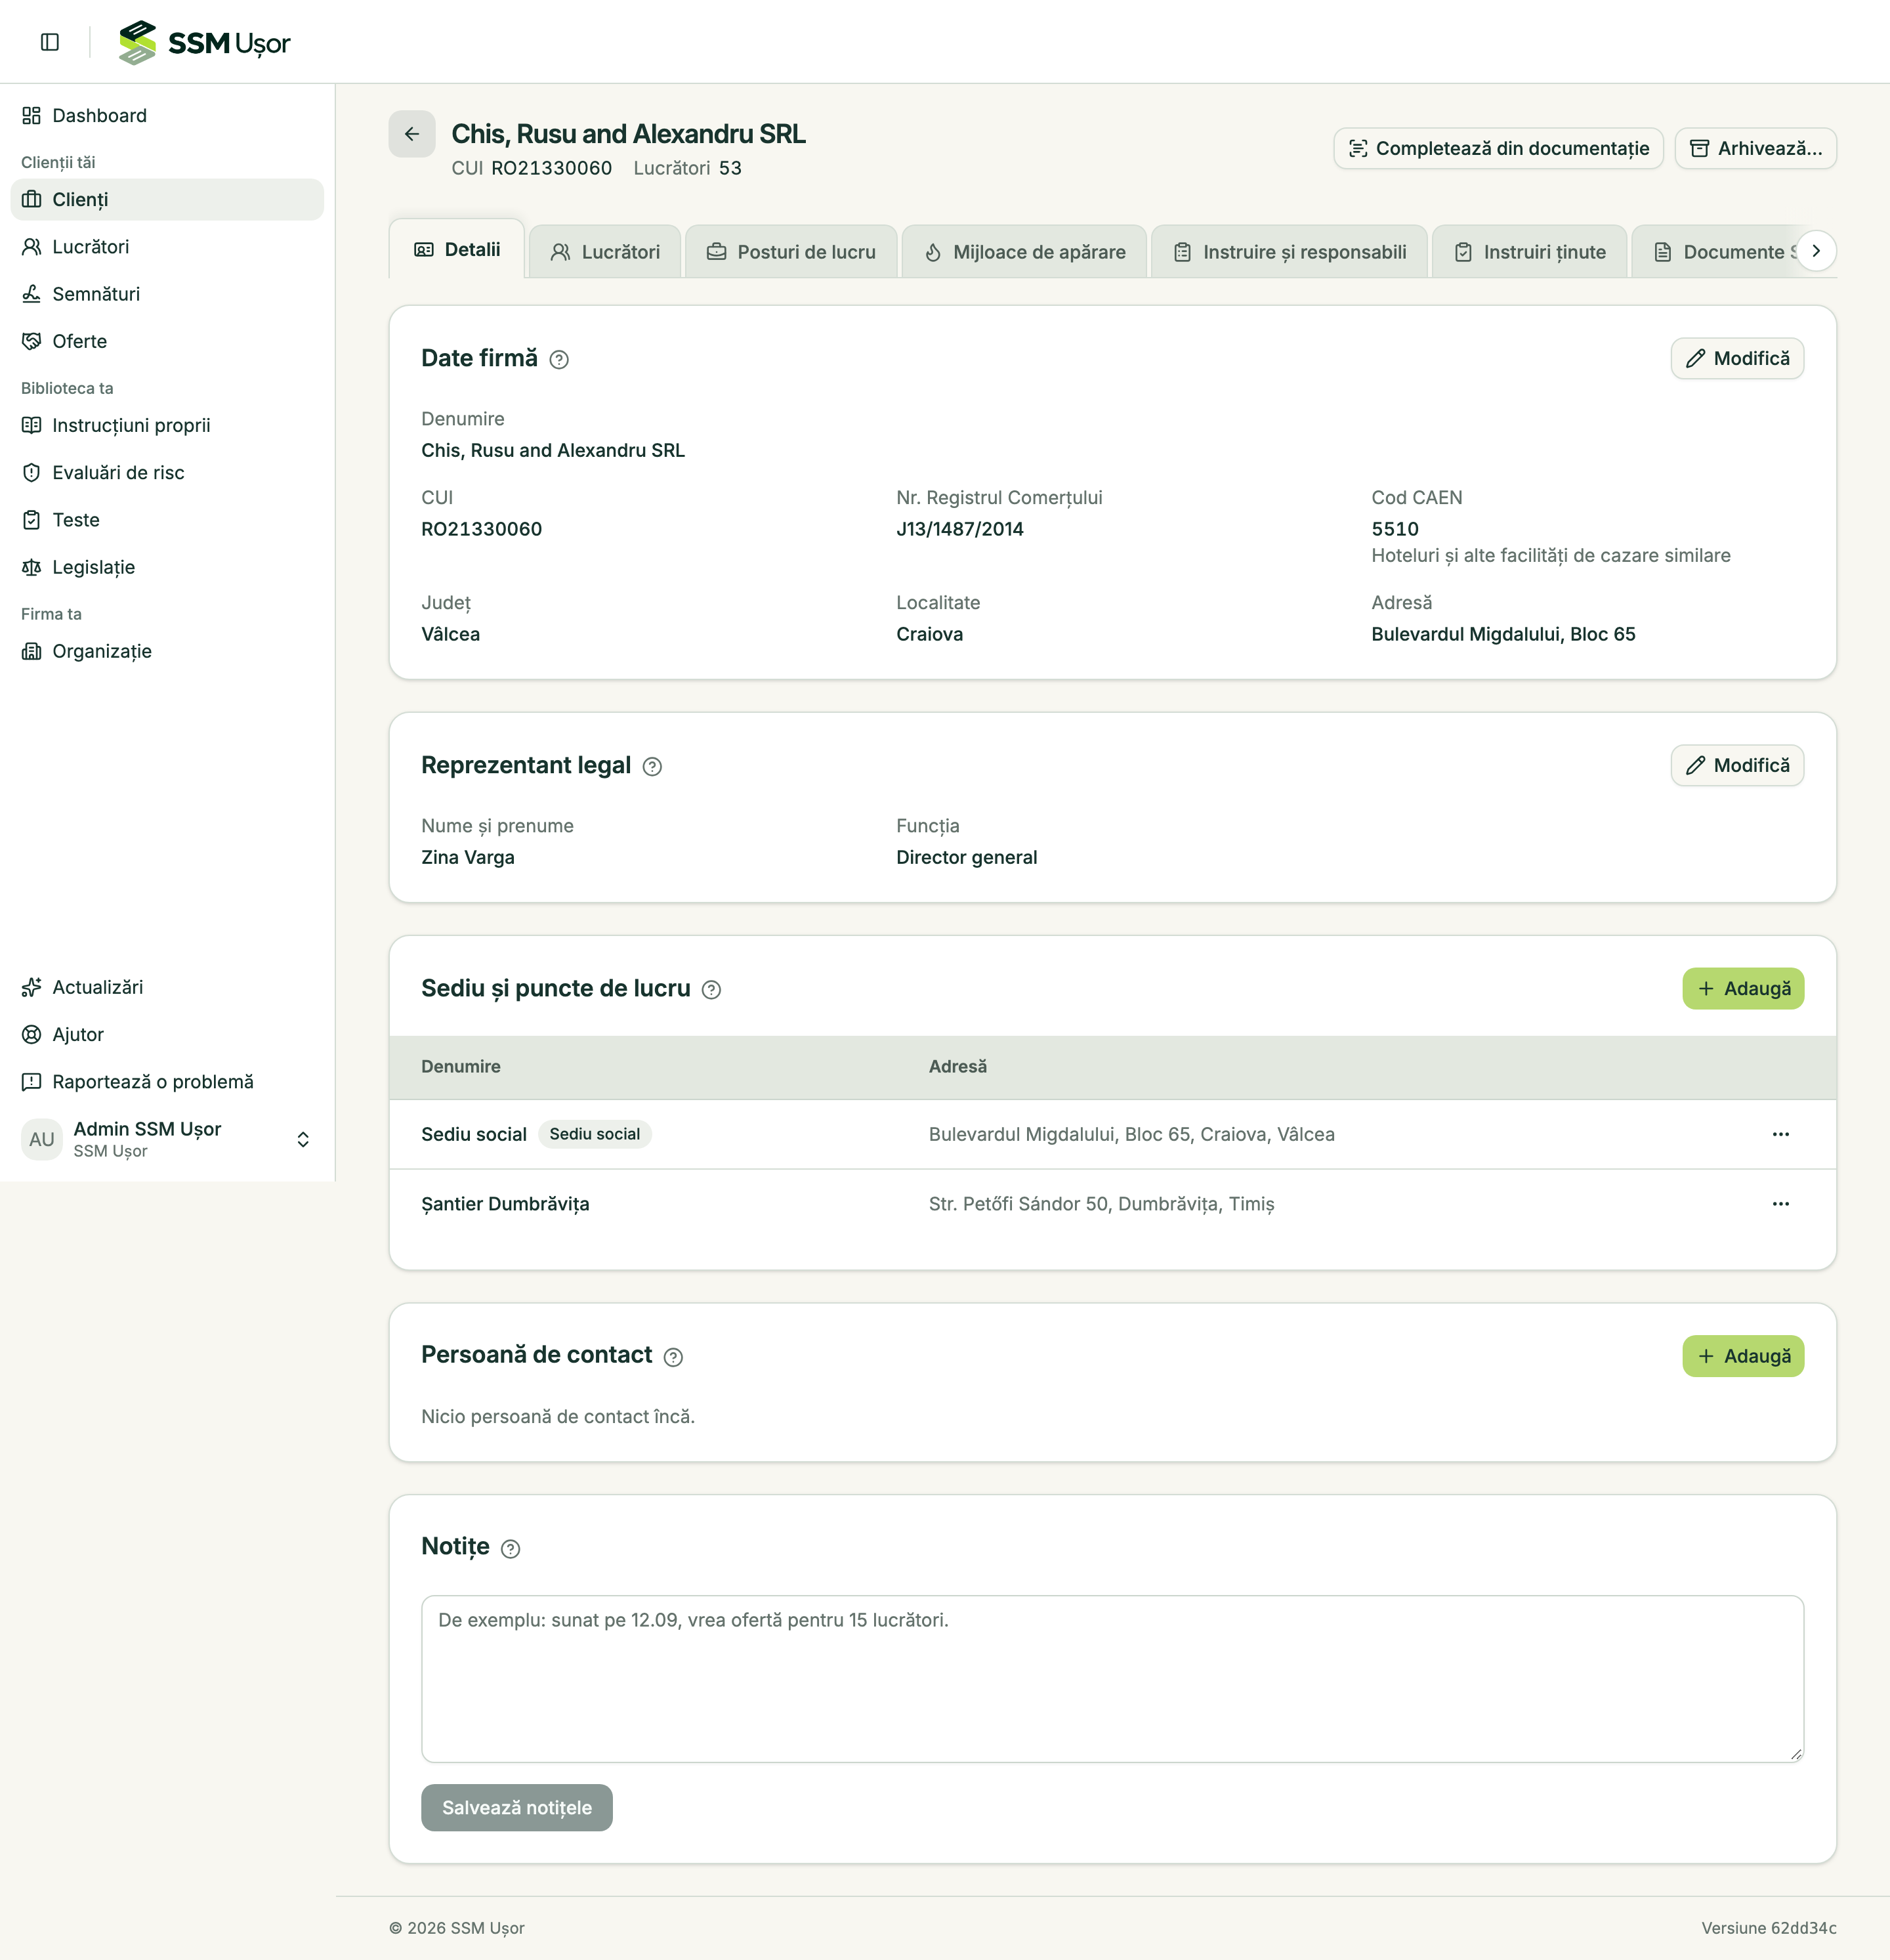 SSM Ușor
Dashboard
Clienții tăi
Clienți
Lucrători
Semnături
Oferte
Biblioteca ta
Instrucțiuni proprii
Evaluări de risc
Teste
Legislație
Firma ta
Organizație
Actualizări
Ajutor
Raportează o problemă
AU
Admin SSM Ușor
SSM Ușor
Chis, Rusu and Alexandru SRL
CUI RO21330060 Lucrători 53
Completează din documentație
Arhivează...
Detalii
Lucrători
Posturi de lucru
Mijloace de apărare
Instruire și responsabili
Instruiri ținute
Documente
Date firmă
Modifică
Denumire
Chis, Rusu and Alexandru SRL
CUI
RO21330060
Nr. Registrul Comerțului
J13/1487/2014
Cod CAEN
5510
Hoteluri și alte facilități de cazare similare
Județ
Vâlcea
Localitate
Craiova
Adresă
Bulevardul Migdalului, Bloc 65
Reprezentant legal
Modifică
Nume și prenume
Zina Varga
Funcția
Director general
Sediu și puncte de lucru
Adaugă
Denumire Adresă
Sediu social Sediu social Bulevardul Migdalului, Bloc 65, Craiova, Vâlcea
Șantier Dumbrăvița Str. Petőfi Sándor 50, Dumbrăvița, Timiș
Persoană de contact
Adaugă
Nicio persoană de contact încă.
Notițe
De exemplu: sunat pe 12.09, vrea ofertă pentru 15 lucrători.
Salvează notițele
© 2026 SSM Ușor
Versiune 62dd34c